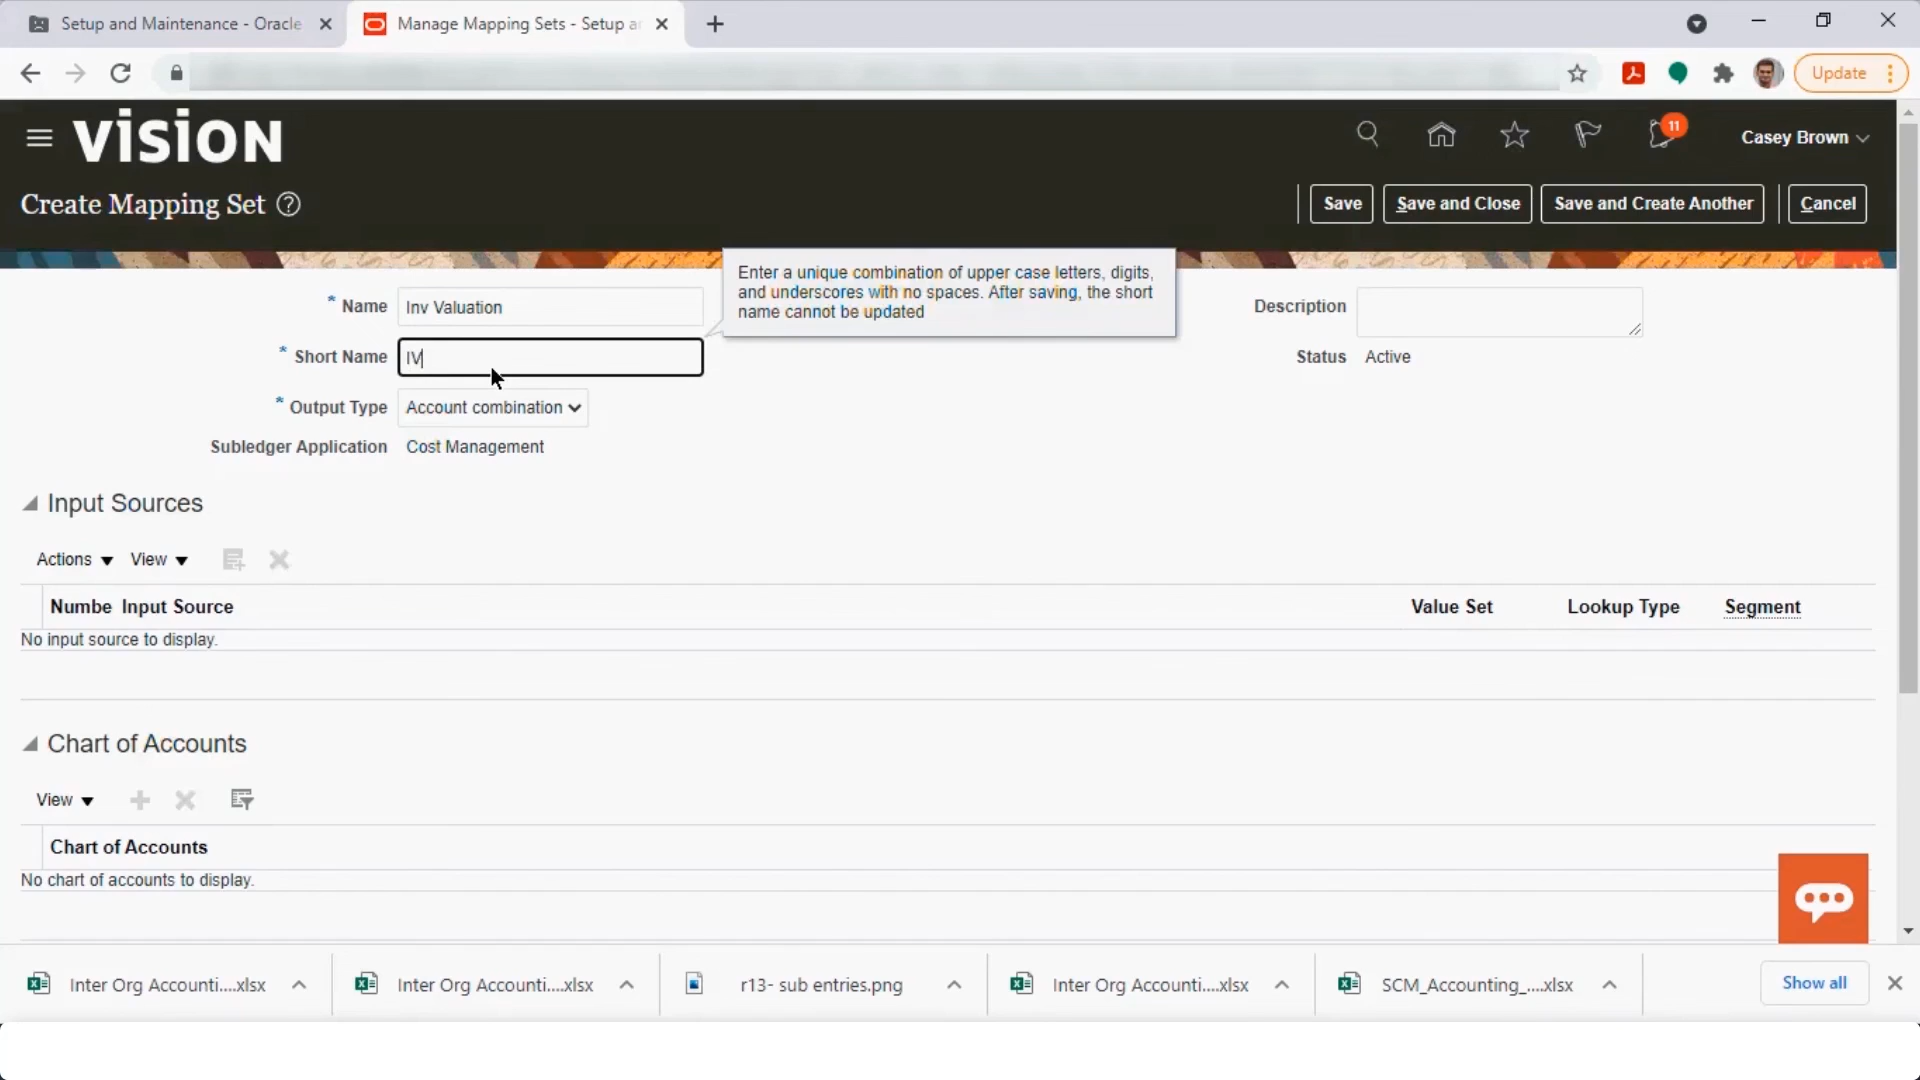 Setup and Maintenance - Oracle
Manage Mapping Sets - Setup a
Update
vision
11
Casey Brown
Create Mapping Set
Save
Save and Close
Save and Create Another
Cancel
Enter a unique combination of upper case letters, digits,
and underscores with no spaces. After saving, the short
name cannot be updated
* Name Inv Valuation
Description
* Short Name IV
Status Active
* Output Type Account combination
Subledger Application Cost Management
Input Sources
Actions View
Numbe Input Source Value Set Lookup Type Segment
No input source to display.
Chart of Accounts
View
Chart of Accounts
No chart of accounts to display.
Inter Org Accounti....xlsx
Inter Org Accounti....xlsx
r13- sub entries.png
Inter Org Accounti....xlsx
SCM_Accounting_....xlsx
Show all